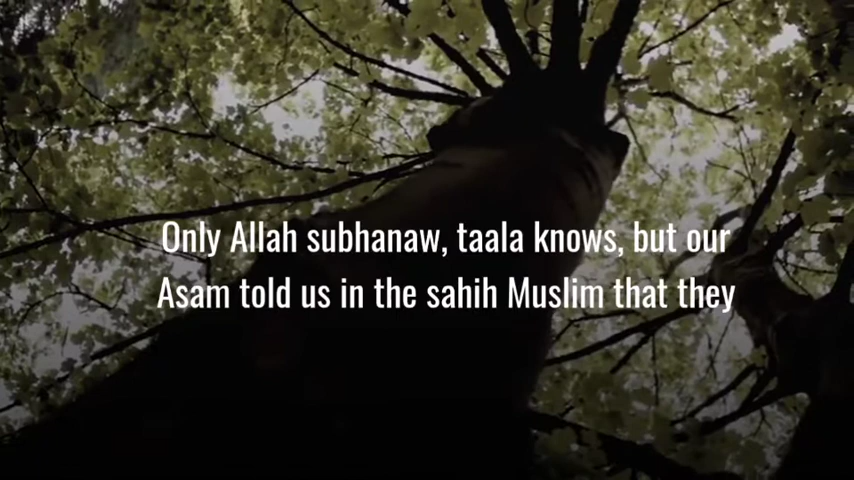 Only Allah subhanaw, taala knows, but our
Asam told us in the sahih Muslim that they